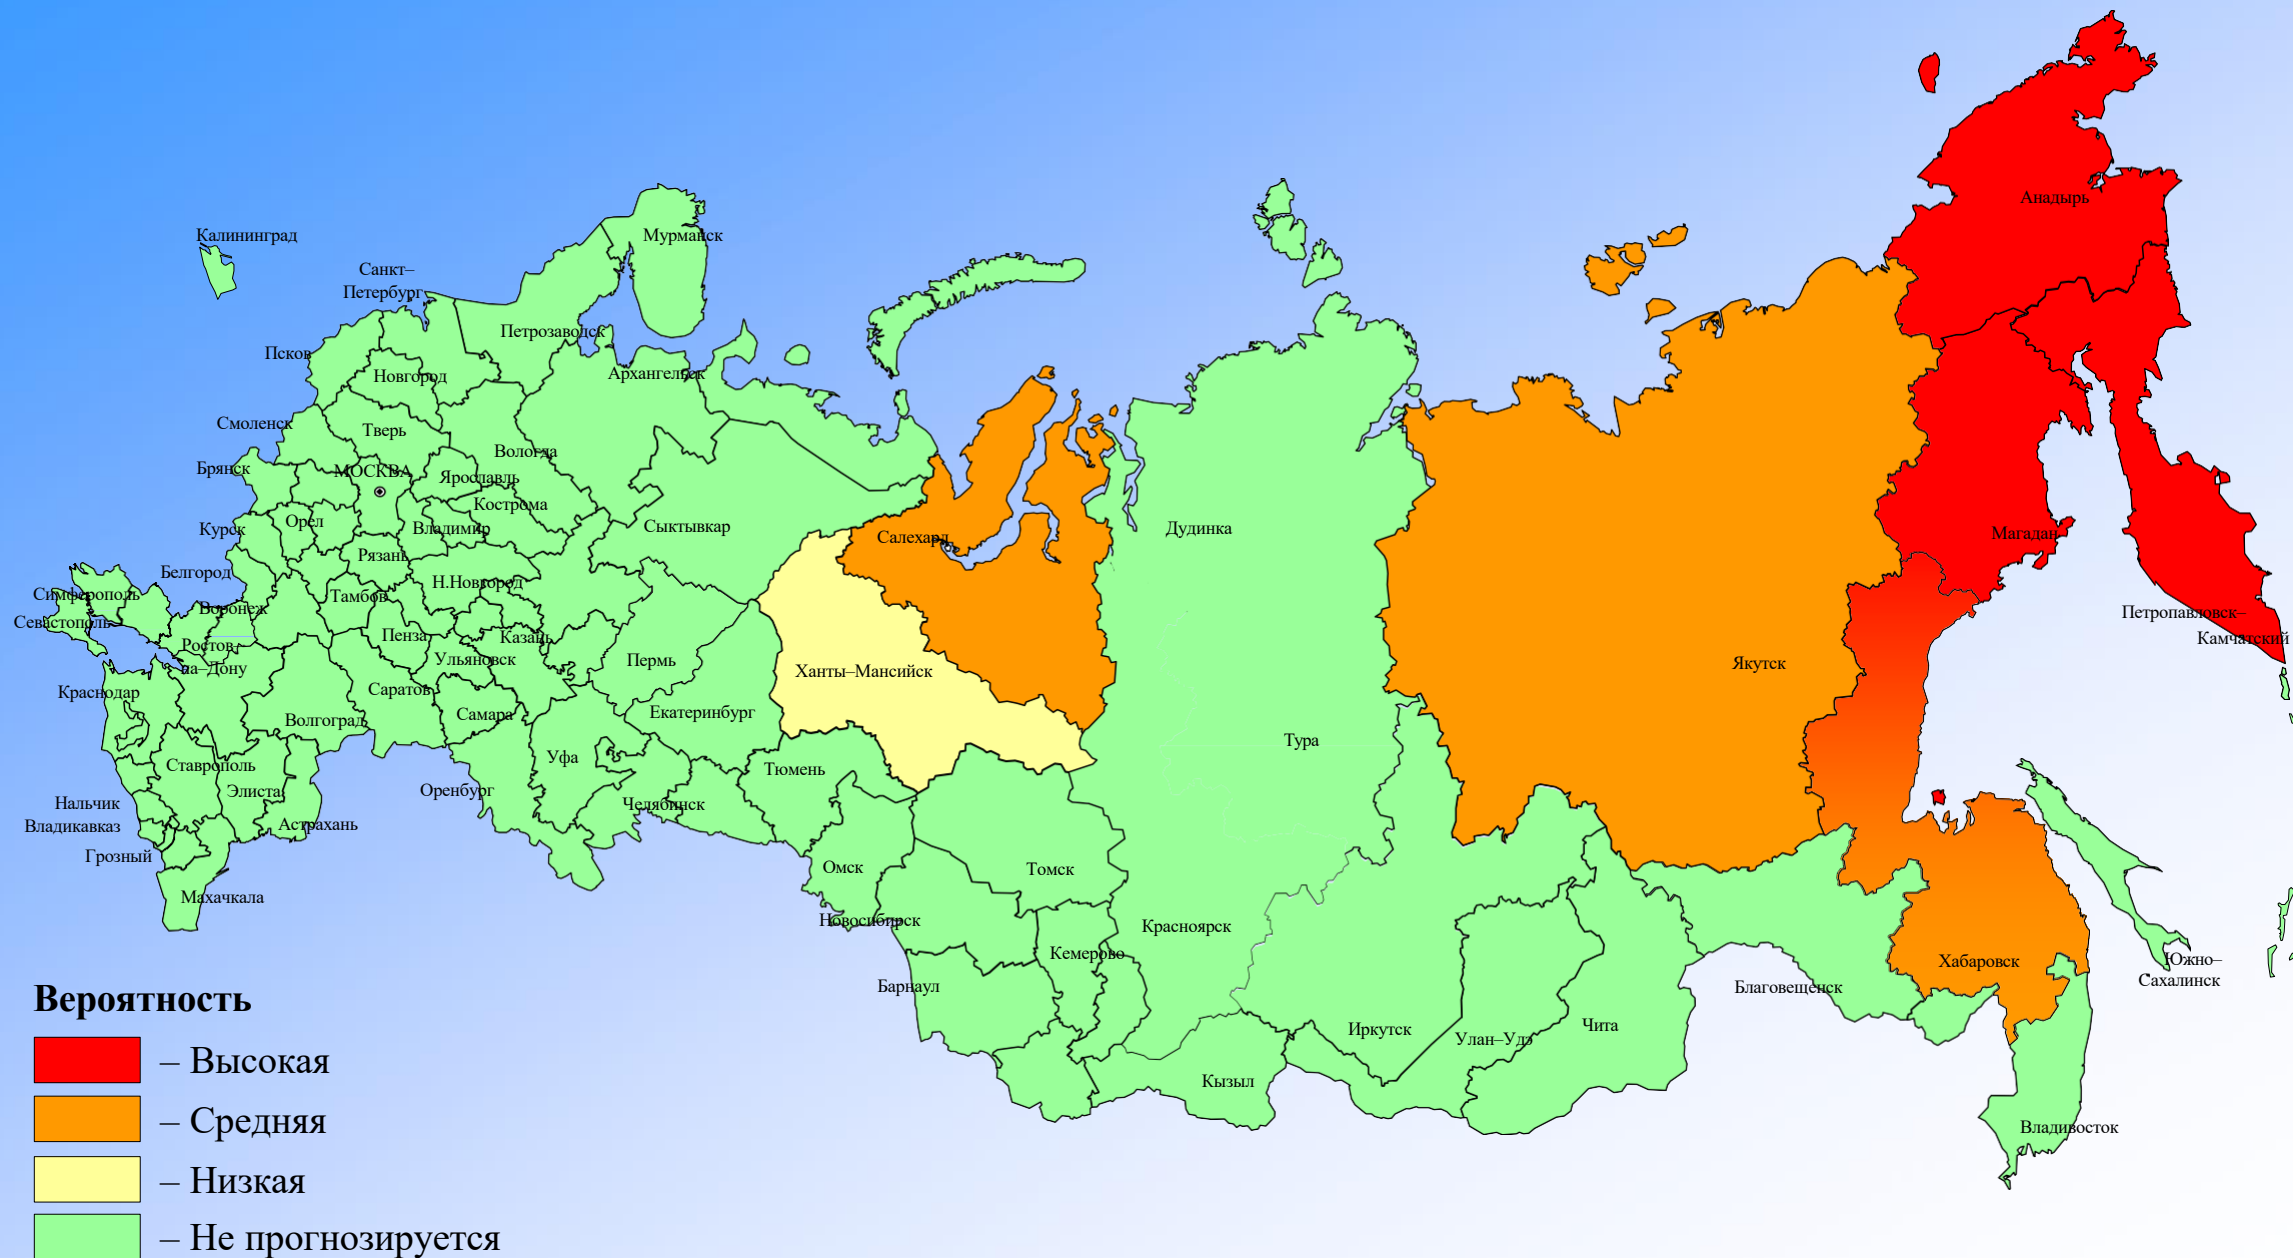 Анадырь
Калининград
Мурманск
Санкт–
Петербург
Петрозаводск
Псков
Архангельск
Новгород
Смоленск
Тверь
Вологда
Брянск
МОСКВА
Ярославль
Кострома
Орел
Курск
Владимир
Сыктывкар
Дудинка
Салехард
Магадан
Рязань
Белгород
Н.Новгород
Симферополь
Тамбов
Воронеж
Петропавловск–
Камчатский
Севастополь
Ростов–
на–Дону
Пенза
Казань
Ульяновск
Пермь
Ханты–Мансийск
Якутск
Краснодар
Саратов
Самара
Екатеринбург
Волгоград
Тура
Уфа
Ставрополь
Тюмень
Элиста
Оренбург
Челябинск
Нальчик
Владикавказ
Астрахань
Грозный
Омск
Томск
Махачкала
Новосибирск
Красноярск
Кемерово
Хабаровск
Южно–
Сахалинск
Барнаул
Благовещенск
Иркутск
Улан–Удэ
Чита
Кызыл
Владивосток
Вероятность
– Высокая
– Средняя
– Низкая
– Не прогнозируется